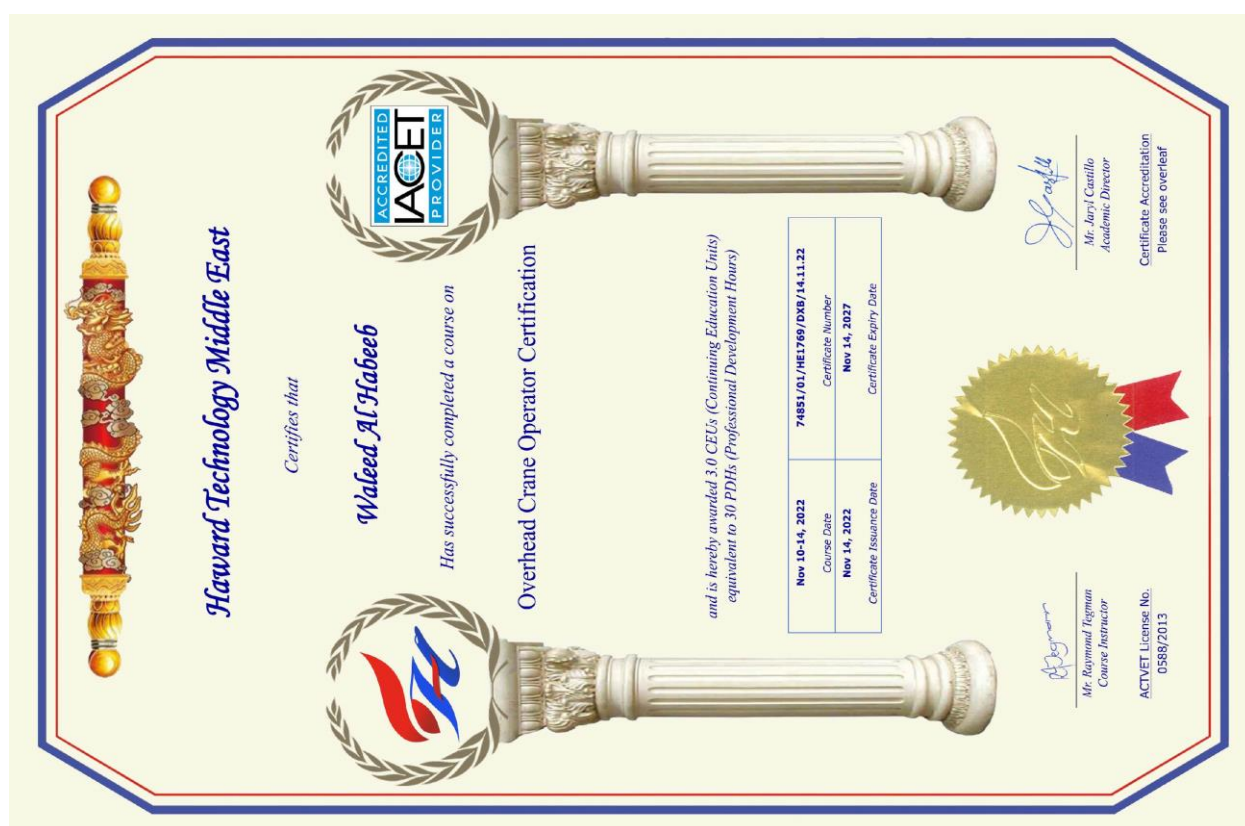 Haward Technology Middle East
Certifies that
Waleed Al Habeeb
ACCREDITED
IACET
PROVIDER
Has successfully completed a course on
Overhead Crane Operator Certification
and is hereby awarded 3.0 CEUs (Continuing Education Units)
equivalent to 30 PDHs (Professional Development Hours)
Nov 10-14, 2022 74851/01/HE1769/DXB/14.11.22
Course Date Certificate Number
Nov 14, 2022 Nov 14, 2027
Certificate Issuance Date Certificate Expiry Date
Mr. Raymond Tegman
Course Instructor
ACTVET License No.
0588/2013
Mr. Jaryl Castillo
Academic Director
Certificate Accreditation
Please see overleaf